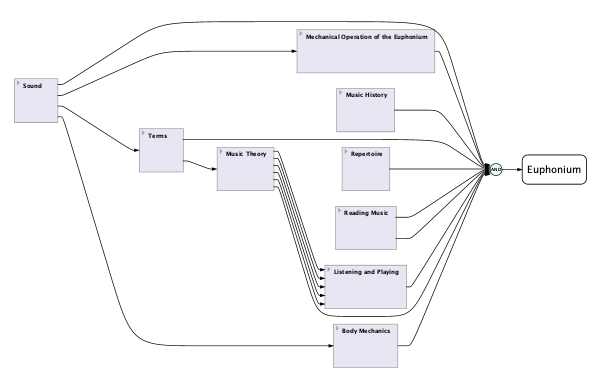 Mechanical Operation of the Euphonium
Sound
Music History
Terms
Music Theory
Repertoire
AND
Euphonium
Reading Music
Listening and Playing
Body Mechanics